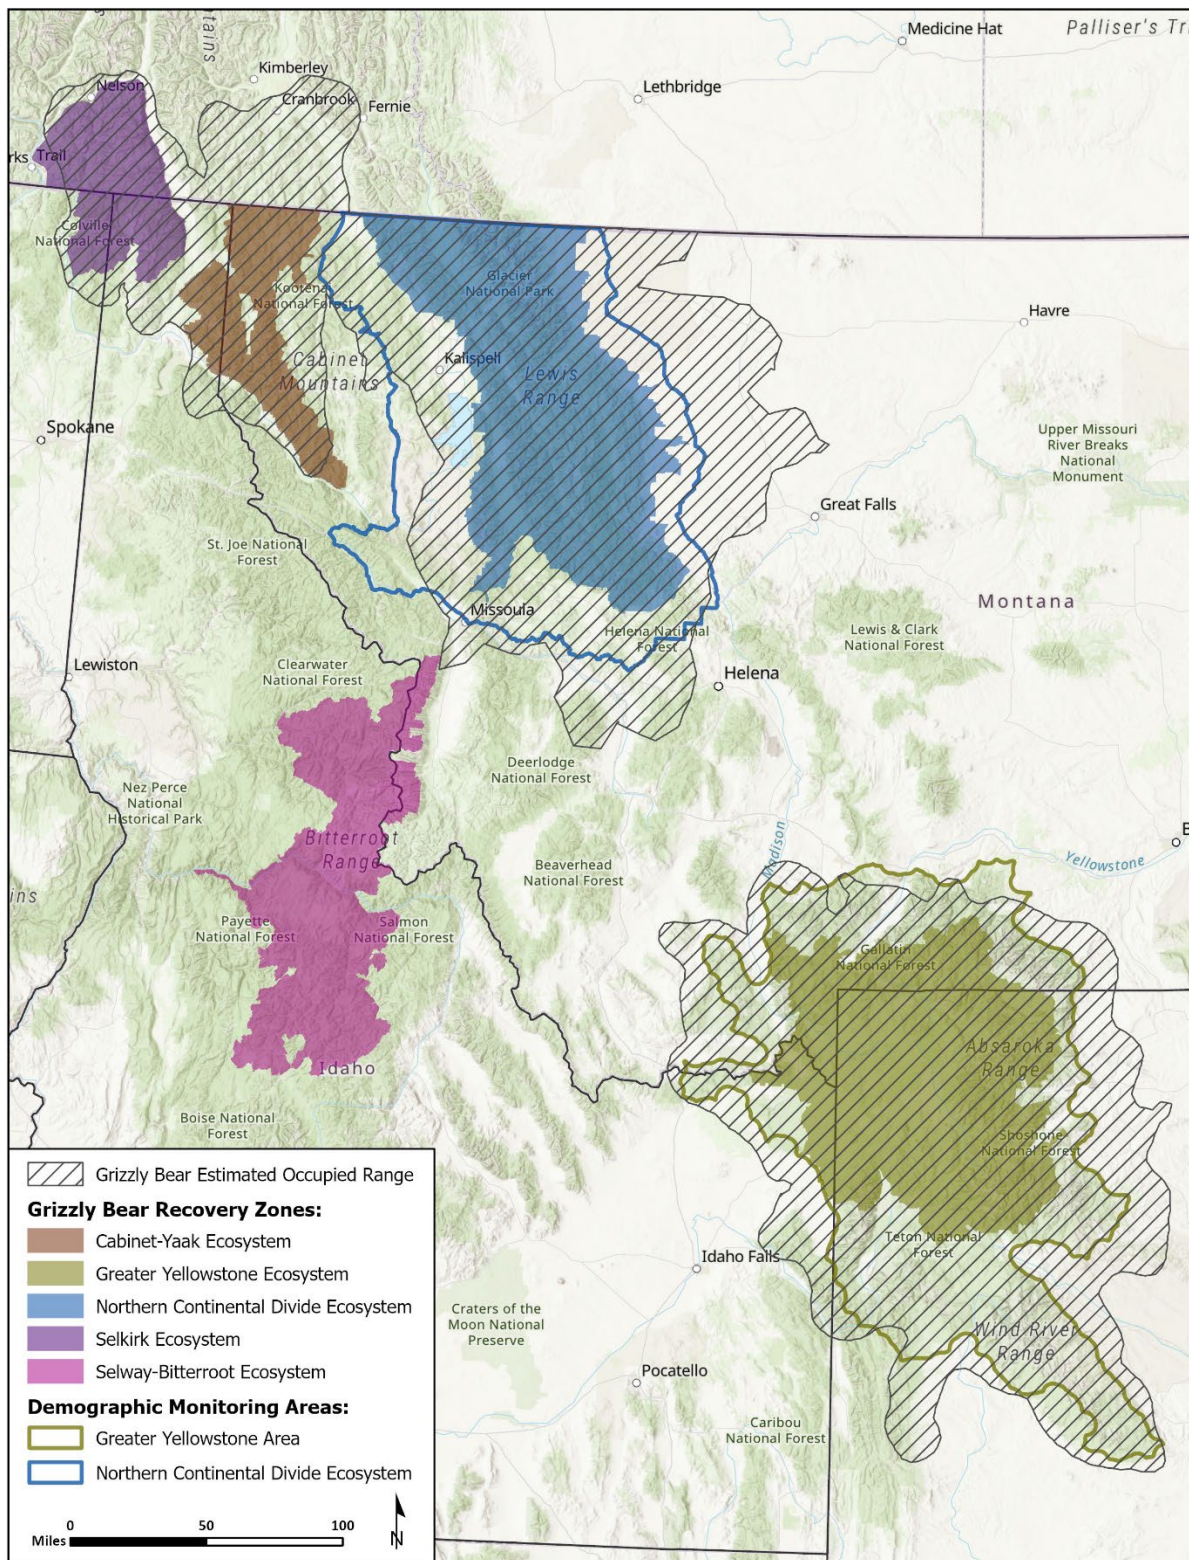 Medicine Hat
Palliser's Tri
tains
Kimberley
Lethbridge
Nelson
Cranbrook
Fernie
rks
Trail
Colville
National Forest
Glacier
National Park
Kootenai
National Forest
Havre
Cabinet
Mountains
Kalispell
Lewis
Range
Spokane
Upper Missouri
River Breaks
National
Monument
Great Falls
St. Joe National
Forest
Missoula
Montana
Helena National
Forest
Lewis & Clark
National Forest
Lewiston
Clearwater
National Forest
Helena
Deerlodge
National Forest
Nez Perce
National
Historical Park
Bitterroot
Range
Madison
Yellowstone
B
Beaverhead
National Forest
ins
Payette
National Forest
Salmon
National Forest
Gallatin
National Forest
Absaroka
Range
Idaho
Boise National
Forest
Shoshone
National Forest
Teton National
Forest
Idaho Falls
Craters of the
Moon National
Preserve
Wind River
Range
Pocatello
Caribou
National Forest
Grizzly Bear Estimated Occupied Range
Grizzly Bear Recovery Zones:
Cabinet-Yaak Ecosystem
Greater Yellowstone Ecosystem
Northern Continental Divide Ecosystem
Selkirk Ecosystem
Selway-Bitterroot Ecosystem
Demographic Monitoring Areas:
Greater Yellowstone Area
Northern Continental Divide Ecosystem
0 50 100
Miles
N